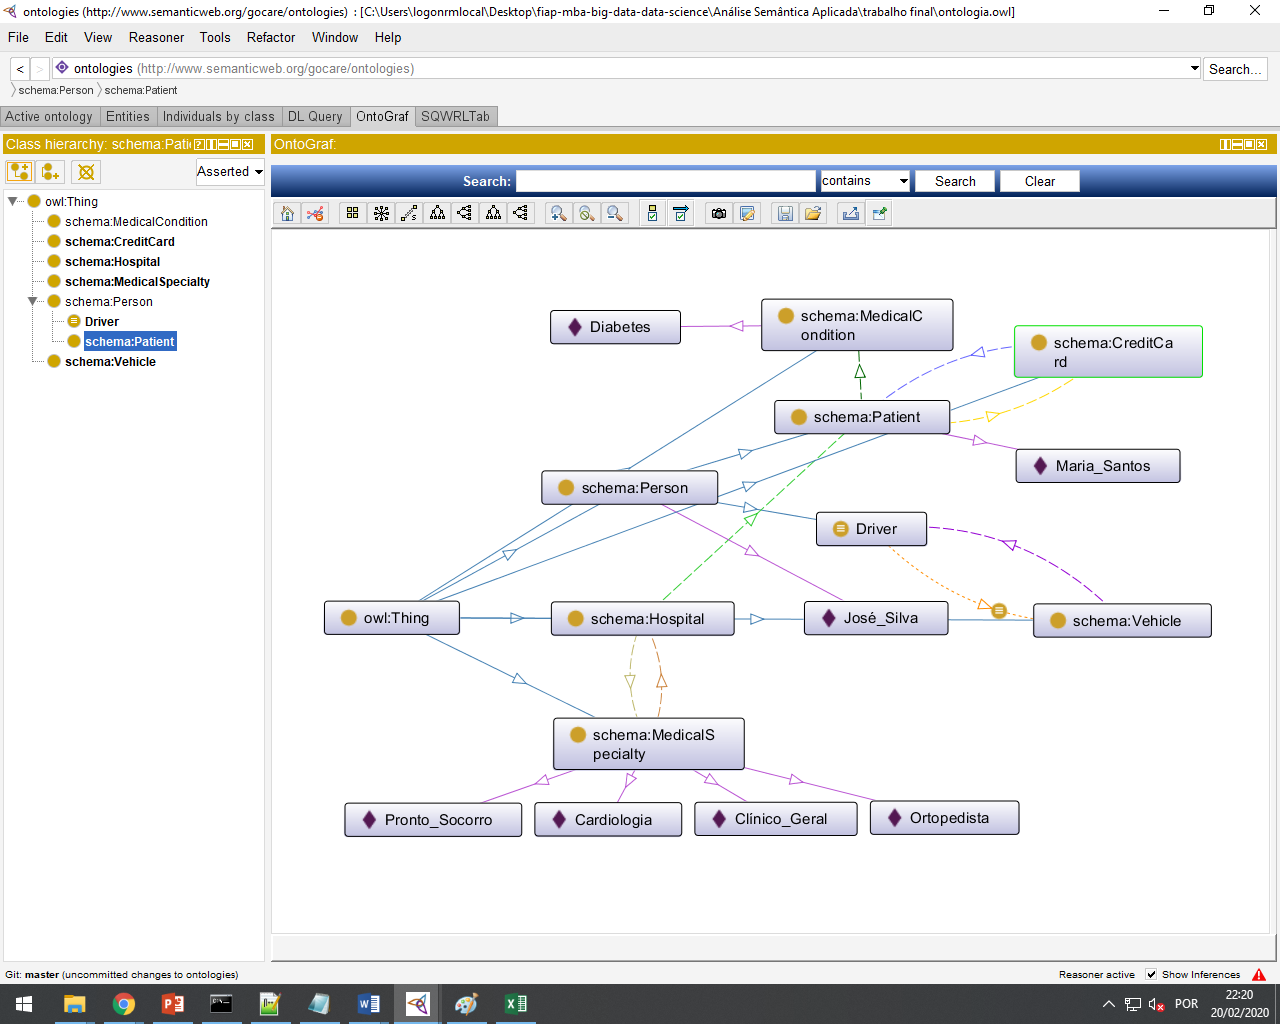 ontologies (http://www.semanticweb.org/gocare/ontologies) : [C:\Users\logonrmlocal\Desktop\fiap-mba-big-data-data-science\Análise Semântica Aplicada\trabalho final\ontologia.owl]
File Edit View Reasoner Tools Refactor Window Help
< > ontologies (http://www.semanticweb.org/gocare/ontologies) Search...
schema:Person schema:Patient
Active ontology Entities Individuals by class DL Query OntoGraf SQWRLTab
Class hierarchy: schema:Pati
OntoGraf:
Asserted
Search: contains Search Clear
owl:Thing
schema:MedicalCondition
schema:CreditCard
schema:Hospital
schema:MedicalSpecialty
schema:Person
Driver
schema:Patient
schema:Vehicle
Diabetes
schema:MedicalC
ondition
schema:CreditCa
rd
schema:Patient
Maria_Santos
schema:Person
Driver
owl:Thing
schema:Hospital
José_Silva
schema:Vehicle
schema:MedicalS
pecialty
Pronto_Socorro
Cardiologia
Clínico_Geral
Ortopedista
Git: master (uncommitted changes to ontologies)
Reasoner active Show Inferences
POR
22:20
20/02/2020